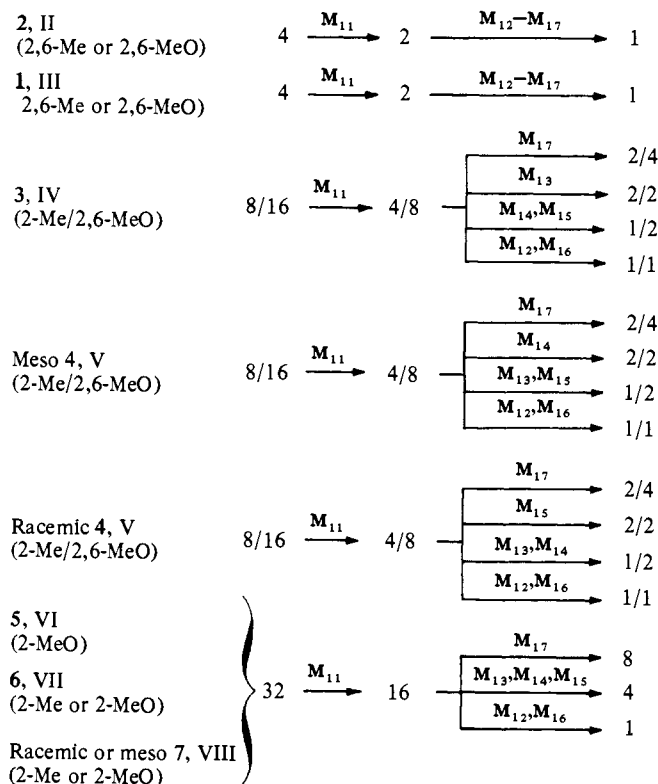 2, II
(2,6-Me or 2,6-MeO)
4 M₁₁ 2 M₁₂–M₁₇ 1
1, III
2,6-Me or 2,6-MeO)
4 M₁₁ 2 M₁₂–M₁₇ 1
3, IV
(2-Me/2,6-MeO)
8/16 M₁₁ 4/8
M₁₇ 2/4
M₁₃ 2/2
M₁₄,M₁₅ 1/2
M₁₂,M₁₆ 1/1
Meso 4, V
(2-Me/2,6-MeO)
8/16 M₁₁ 4/8
M₁₇ 2/4
M₁₄ 2/2
M₁₃,M₁₅ 1/2
M₁₂,M₁₆ 1/1
Racemic 4, V
(2-Me/2,6-MeO)
8/16 M₁₁ 4/8
M₁₇ 2/4
M₁₅ 2/2
M₁₃,M₁₄ 1/2
M₁₂,M₁₆ 1/1
5, VI
(2-MeO)
6, VII
(2-Me or 2-MeO)
Racemic or meso 7, VIII
(2-Me or 2-MeO)
32 M₁₁ 16
M₁₇ 8
M₁₃,M₁₄,M₁₅ 4
M₁₂,M₁₆ 1